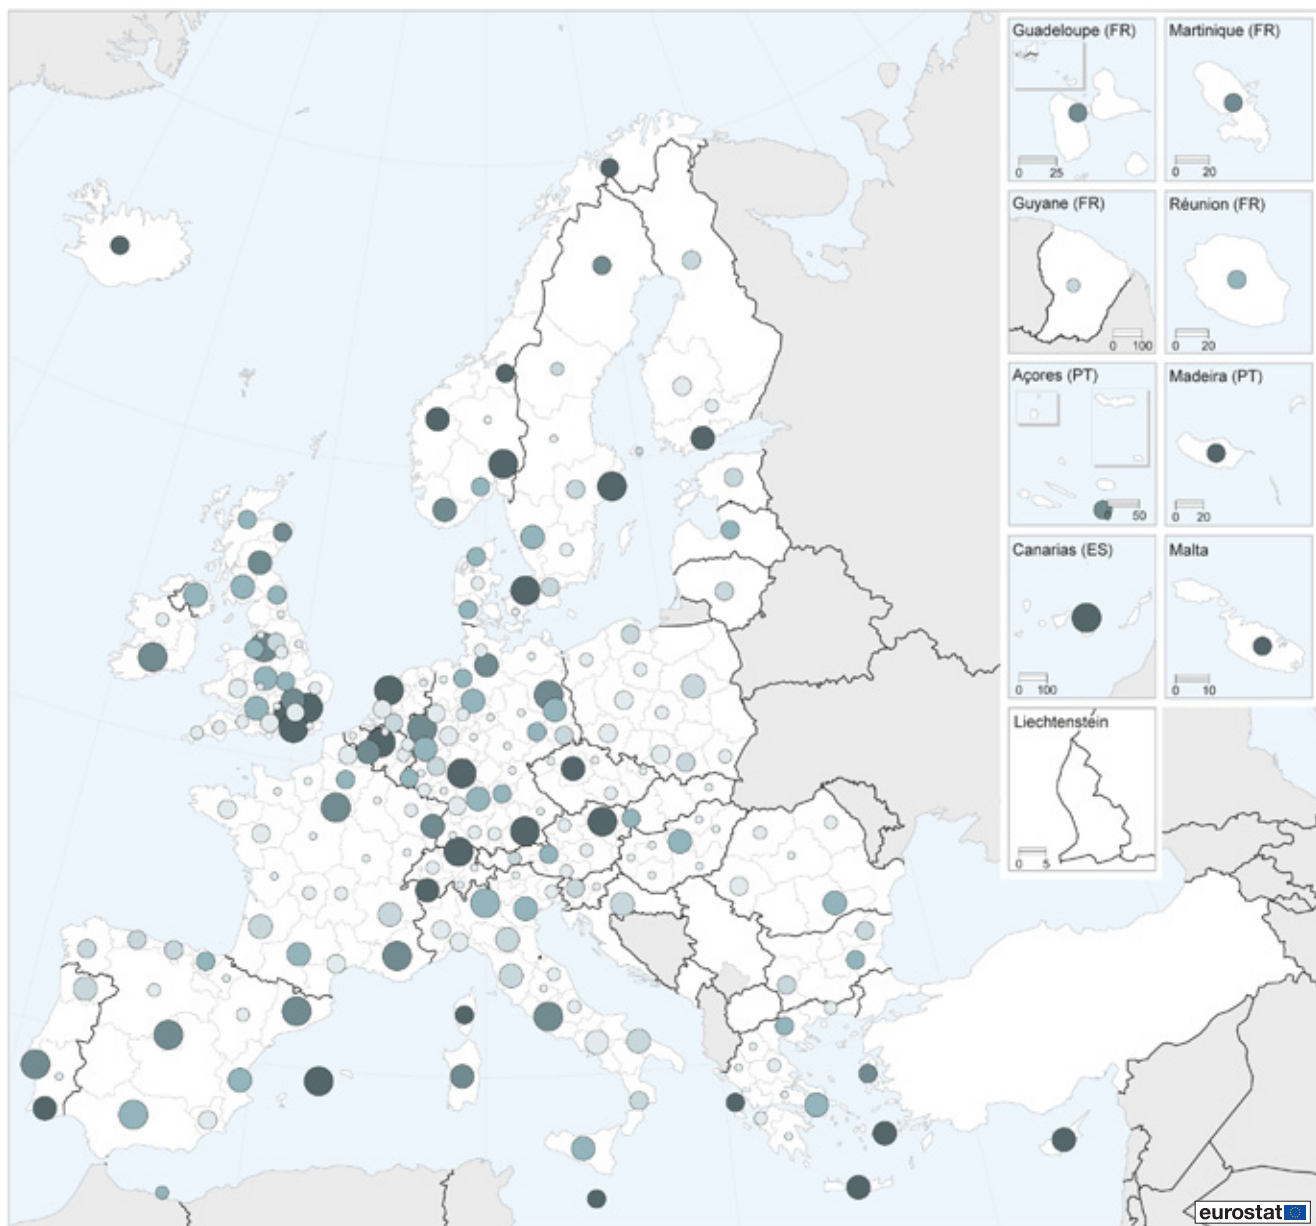 Guadeloupe (FR)
0 25
Martinique (FR)
0 20
Guyane (FR)
0 100
Réunion (FR)
0 20
Açores (PT)
0 50
Madeira (PT)
0 20
Canarias (ES)
0 100
Malta
0 10
Liechtenstein
0 5
eurostat